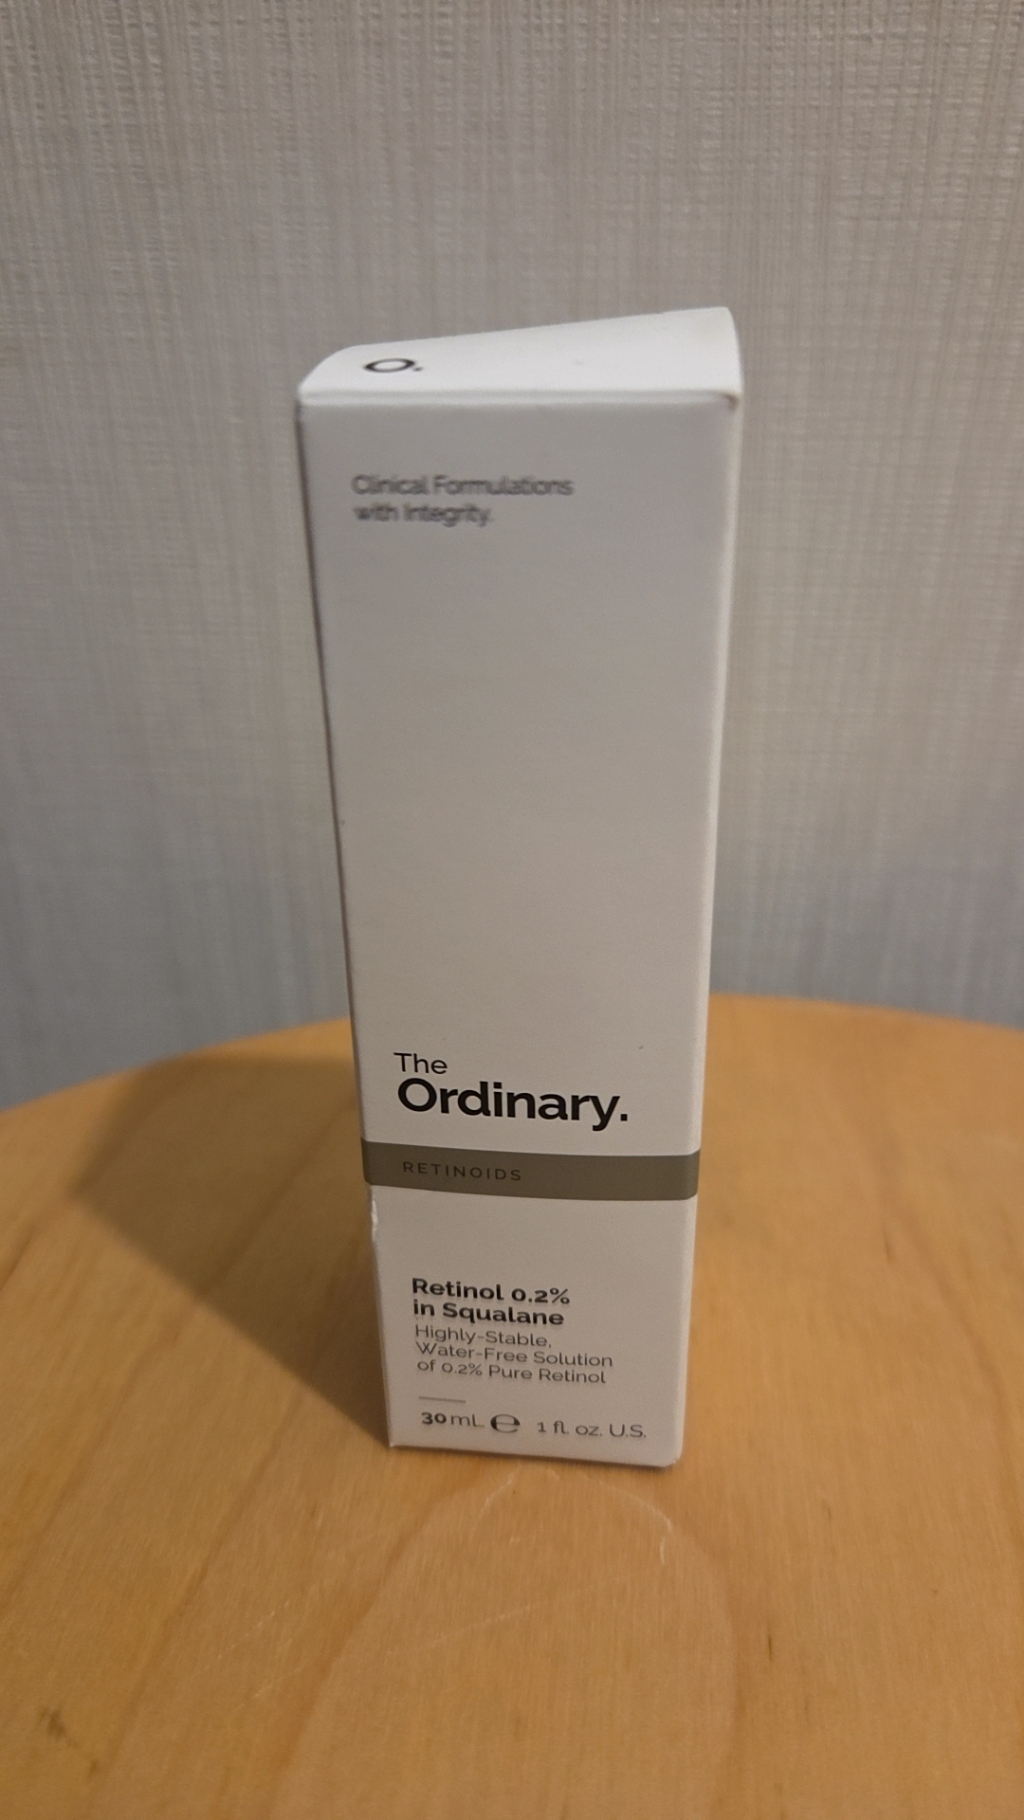 O.
Clinical Formulations
with Integrity.
The
Ordinary.
RETINOIDS
Retinol 0.2%
in Squalane
Highly-Stable,
Water-Free Solution
of 0.2% Pure Retinol
30 mL ℮ 1 fl. oz. U.S.